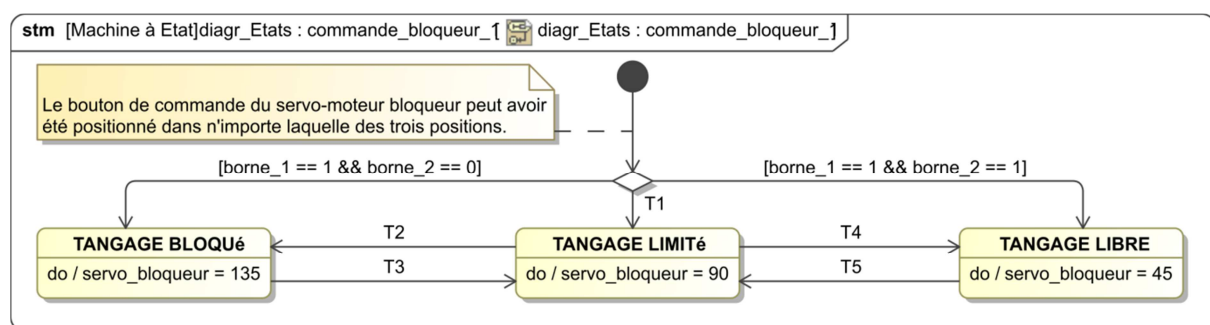 stm [Machine à Etat]diagr_Etats : commande_bloqueur_1[ diagr_Etats : commande_bloqueur_1]
Le bouton de commande du servo-moteur bloqueur peut avoir
été positionné dans n'importe laquelle des trois positions.
[borne_1 == 1 && borne_2 == 0]
[borne_1 == 1 && borne_2 == 1]
T1
TANGAGE BLOQUé
do / servo_bloqueur = 135
T2
T3
TANGAGE LIMITé
do / servo_bloqueur = 90
T4
T5
TANGAGE LIBRE
do / servo_bloqueur = 45